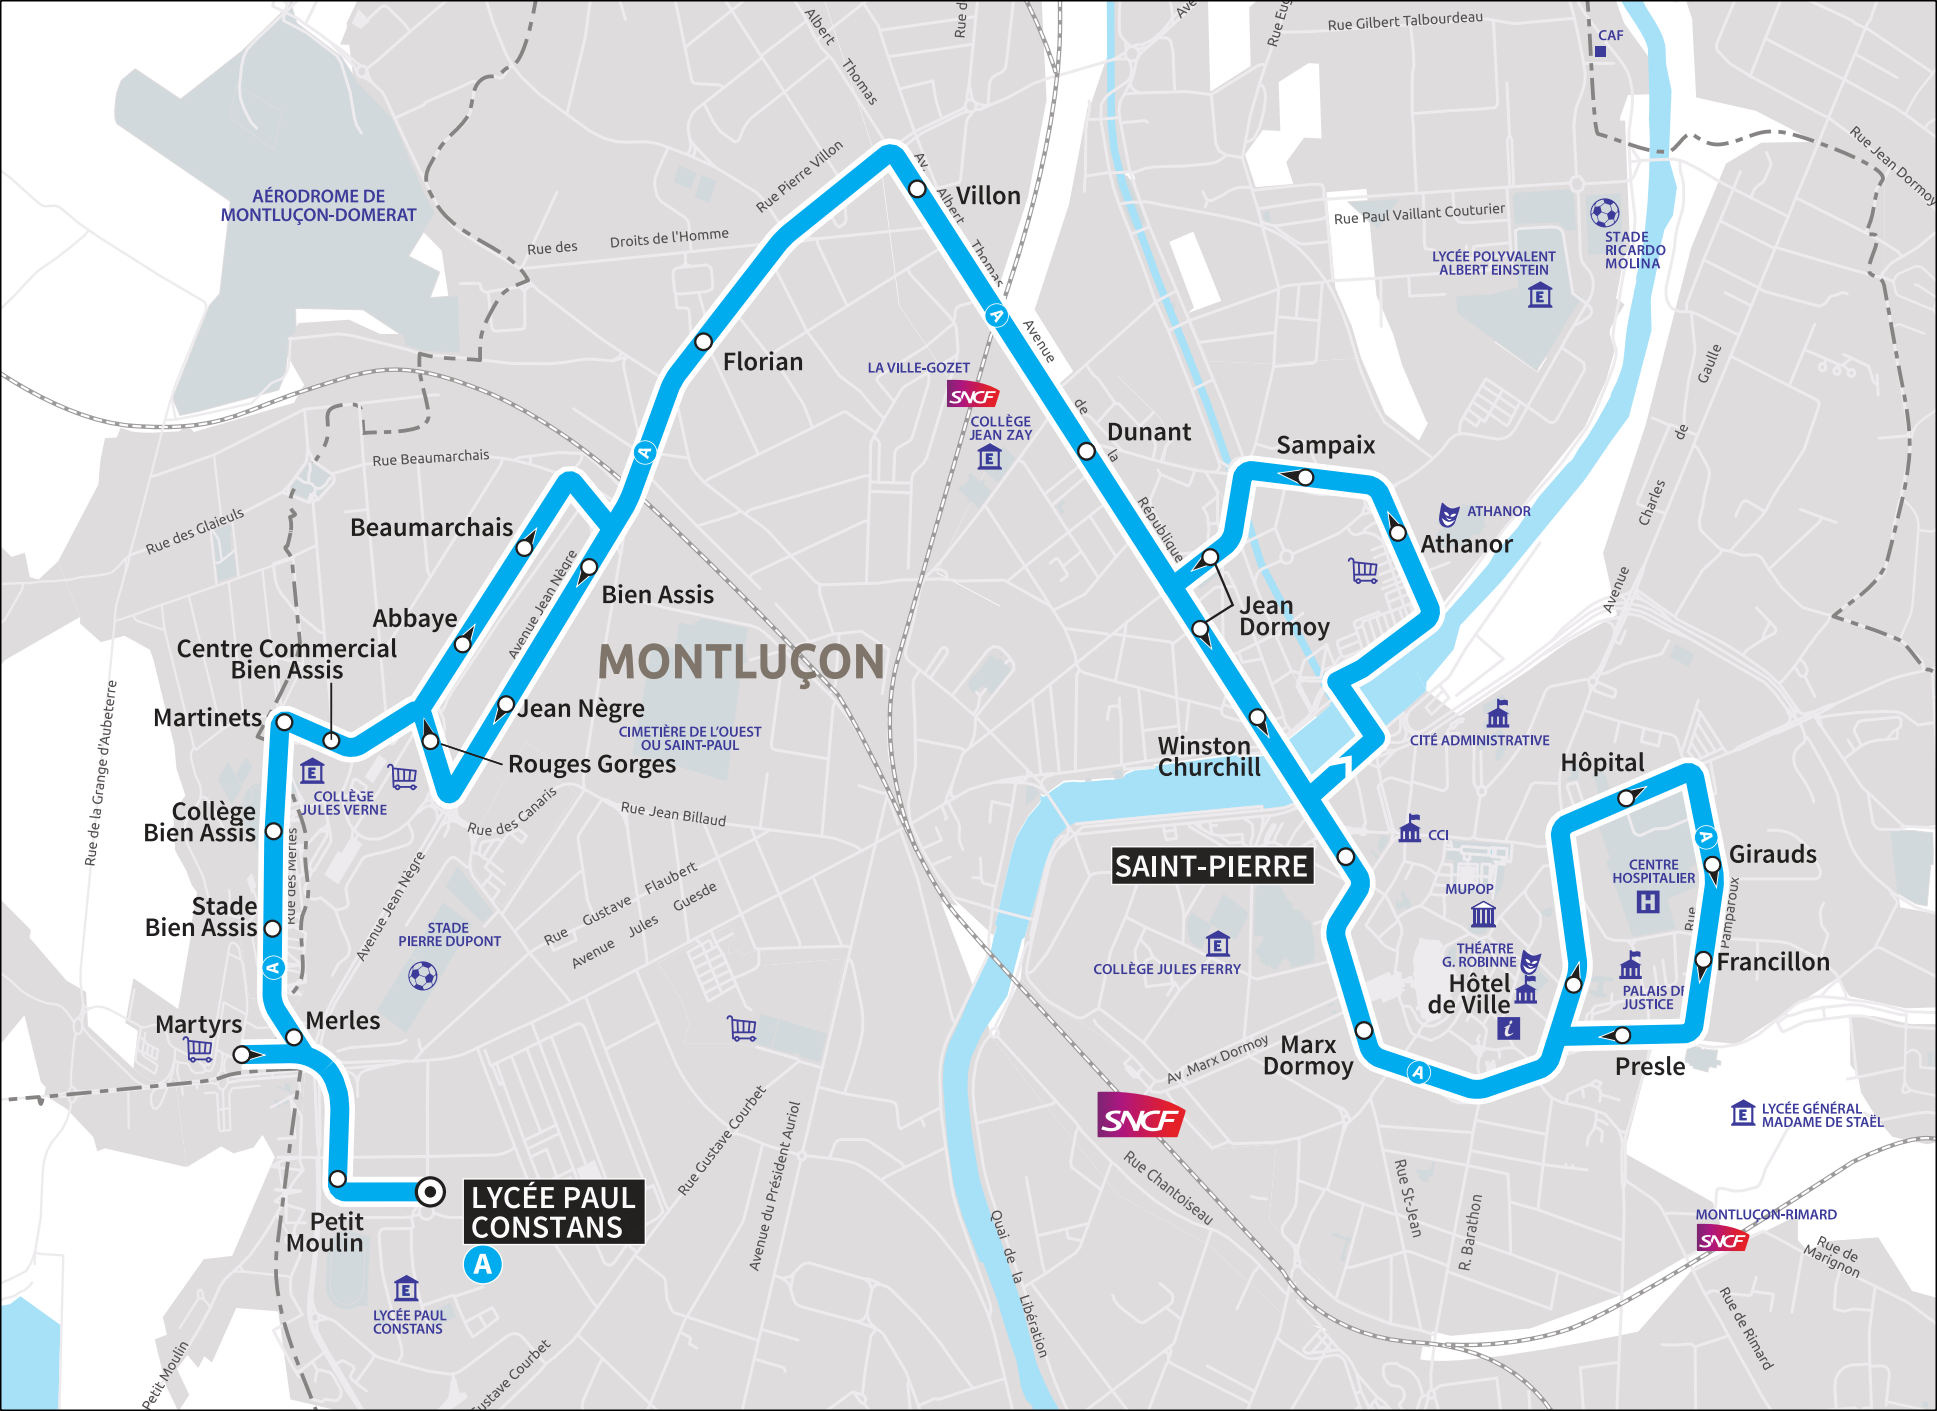 Rue Gilbert Talbourdeau
CAF
Albert
Thomas
Rue Jean Dormoy
Rue Pierre Villon
Av.
Albert
Thomas
Villon
AÉRODROME DE
MONTLUÇON-DOMERAT
Rue des
Droits de l'Homme
Rue Paul Vaillant Couturier
STADE
RICARDO
MOLINA
LYCÉE POLYVALENT
ALBERT EINSTEIN
E
A
Avenue
de
la
République
Florian
LA VILLE-GOZET
SNCF
COLLÈGE
JEAN ZAY
E
Dunant
Sampaix
Avenue
Charles
de
Gaulle
Rue Beaumarchais
A
Rue des Glaïeuls
Beaumarchais
ATHANOR
Athanor
Avenue Jean Nègre
Bien Assis
Abbaye
Jean
Dormoy
Centre Commercial
Bien Assis
MONTLUÇON
Martinets
Jean Nègre
CIMETIÈRE DE L'OUEST
OU SAINT-PAUL
Rouges Gorges
Winston
Churchill
CITÉ ADMINISTRATIVE
Hôpital
Rue de la Grange d'Aubeterre
E
COLLÈGE
JULES VERNE
Rue des Canaris
Rue Jean Billaud
Collège
Bien Assis
Rue des Merles
CCI
A
Girauds
SAINT-PIERRE
CENTRE
HOSPITALIER
H
Rue
Pamparoux
MUPOP
Avenue Jean Nègre
Rue Gustave Flaubert
Avenue Jules Guesde
Stade
Bien Assis
STADE
PIERRE DUPONT
E
COLLÈGE JULES FERRY
THÉATRE
G. ROBINNE
Hôtel
de Ville
i
Francillon
PALAIS DE
JUSTICE
A
Martyrs
Merles
Av .Marx Dormoy
Marx
Dormoy
A
Presle
SNCF
E
LYCÉE GÉNÉRAL
MADAME DE STAËL
Rue Gustave Courbet
Avenue du Président Auriol
Rue Chantoiseau
Rue St-Jean
R. Barathon
LYCÉE PAUL
CONSTANS
A
Petit
Moulin
Quai de la Libération
MONTLUÇON-RIMARD
SNCF
Rue de
Marignon
Rue de Rimard
E
LYCÉE PAUL
CONSTANS
Petit Moulin
ustave Courbet